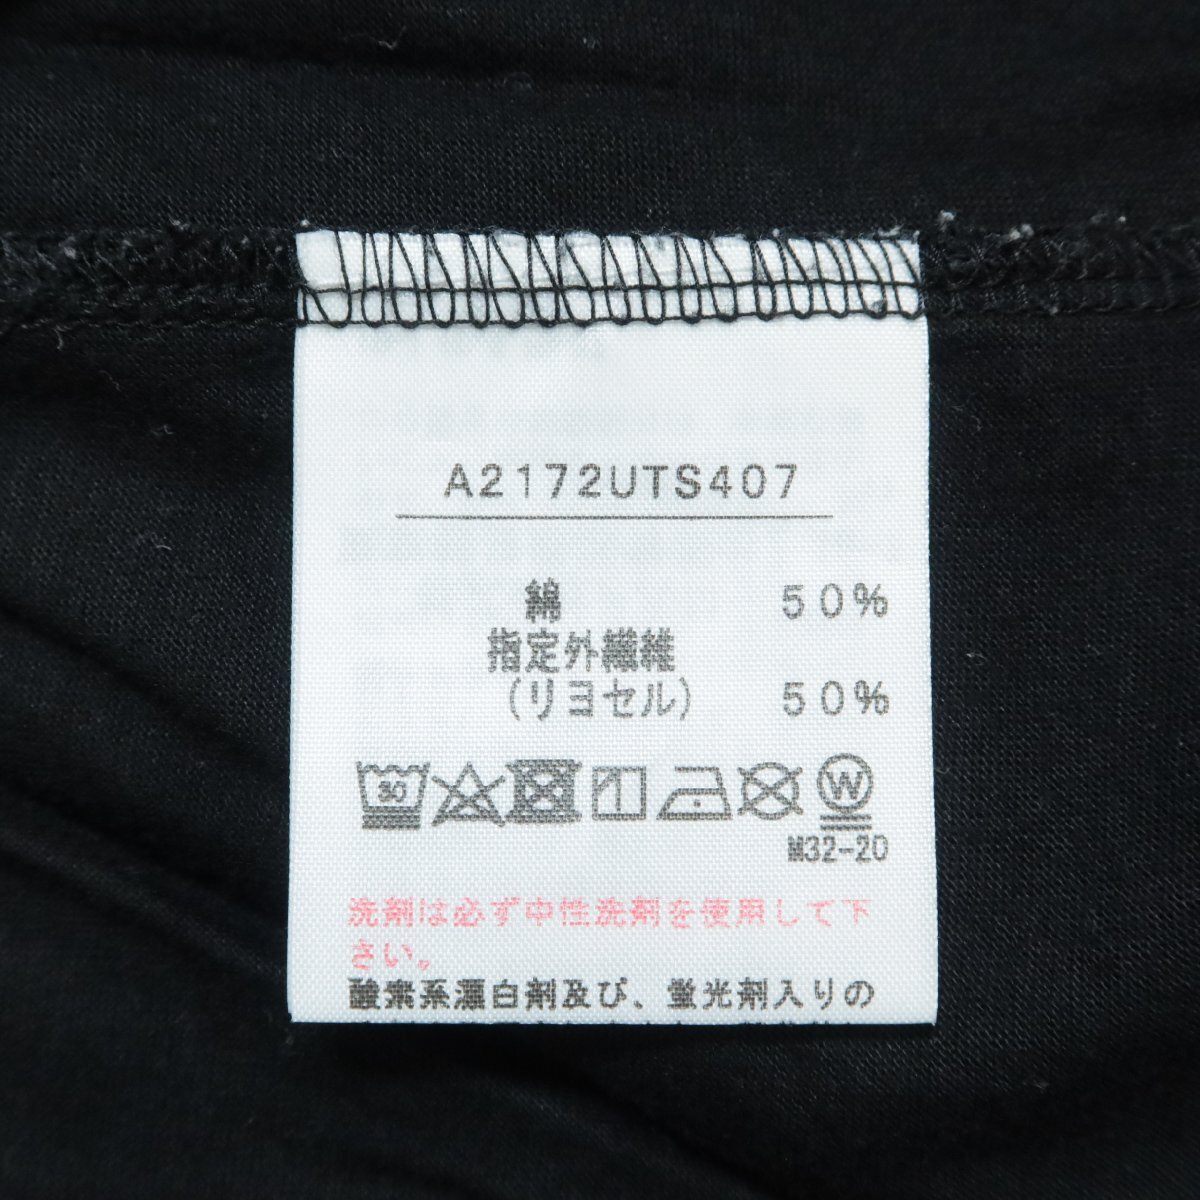 A2172UTS407
綿 50%
指定外繊維
(リヨセル) 50%
30
W
M32-20
洗剤は必ず中性洗剤を使用して下
さい。
酸素系漂白剤及び、蛍光剤入りの